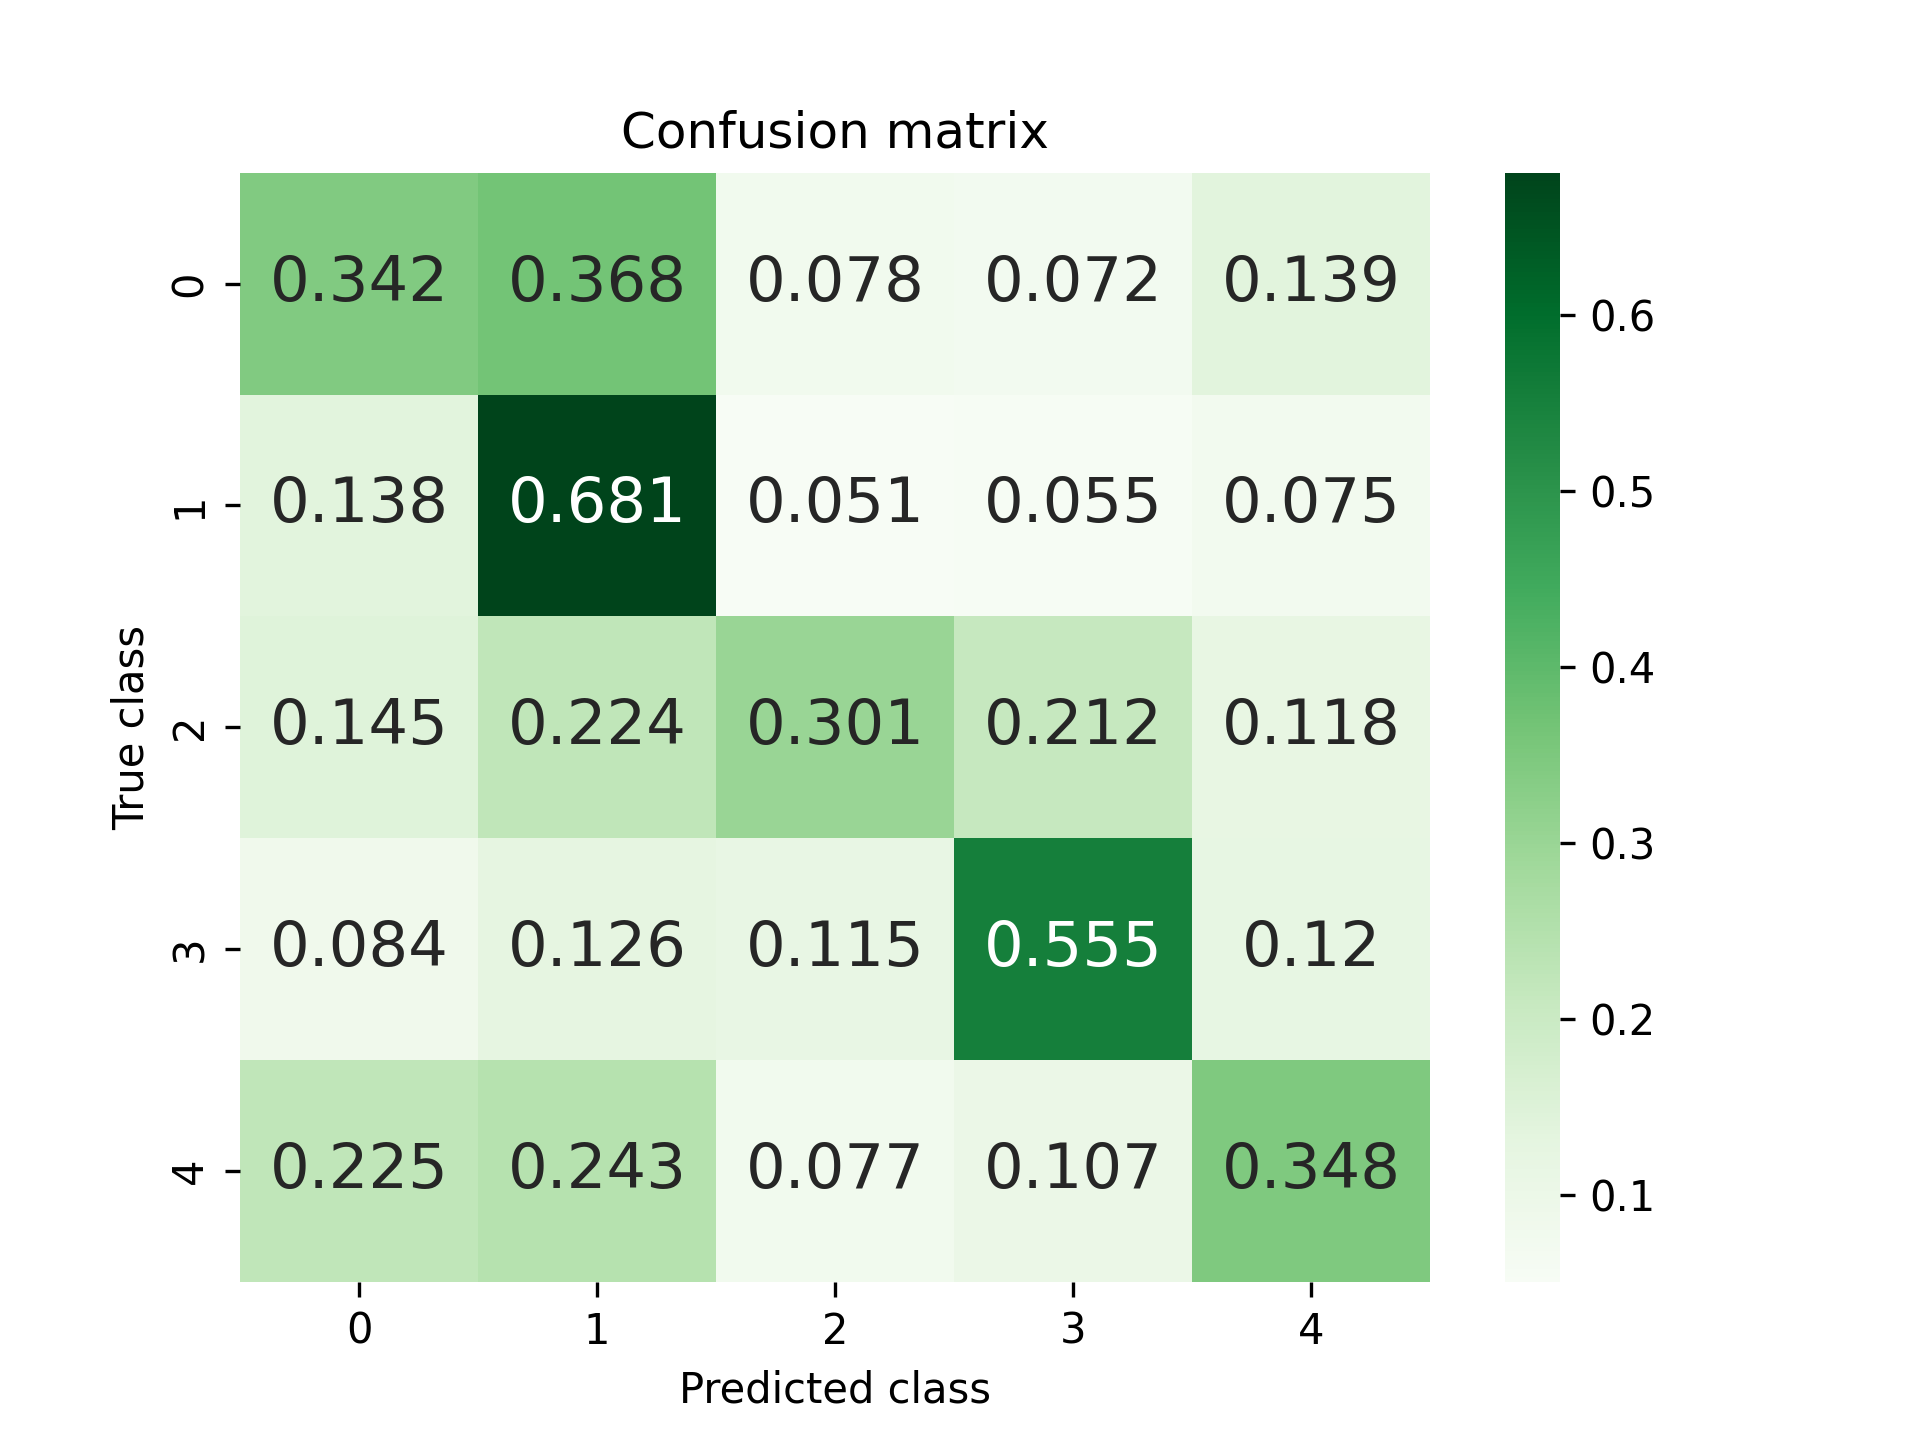 Confusion matrix
0 0.342 0.368 0.078 0.072 0.139
1 0.138 0.681 0.051 0.055 0.075
2 0.145 0.224 0.301 0.212 0.118
3 0.084 0.126 0.115 0.555 0.12
4 0.225 0.243 0.077 0.107 0.348
0 1 2 3 4
Predicted class
True class
0.6
0.5
0.4
0.3
0.2
0.1